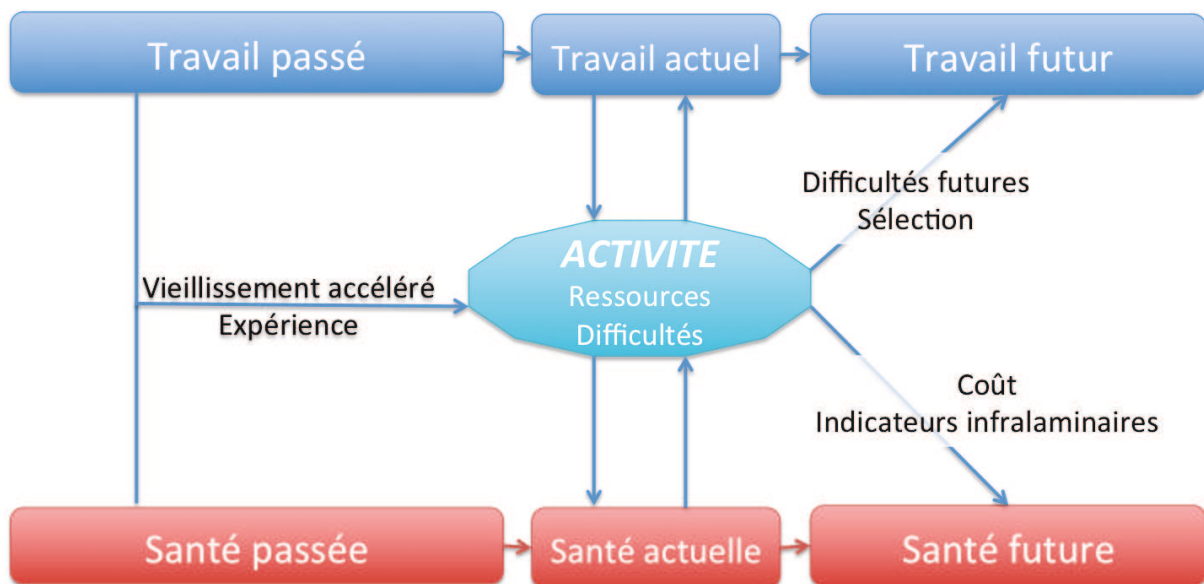 Travail passé
Travail actuel
Travail futur
Difficultés futures
Sélection
ACTIVITE
Ressources
Difficultés
Vieillissement accéléré
Expérience
Coût
Indicateurs infralaminaires
Santé passée
Santé actuelle
Santé future